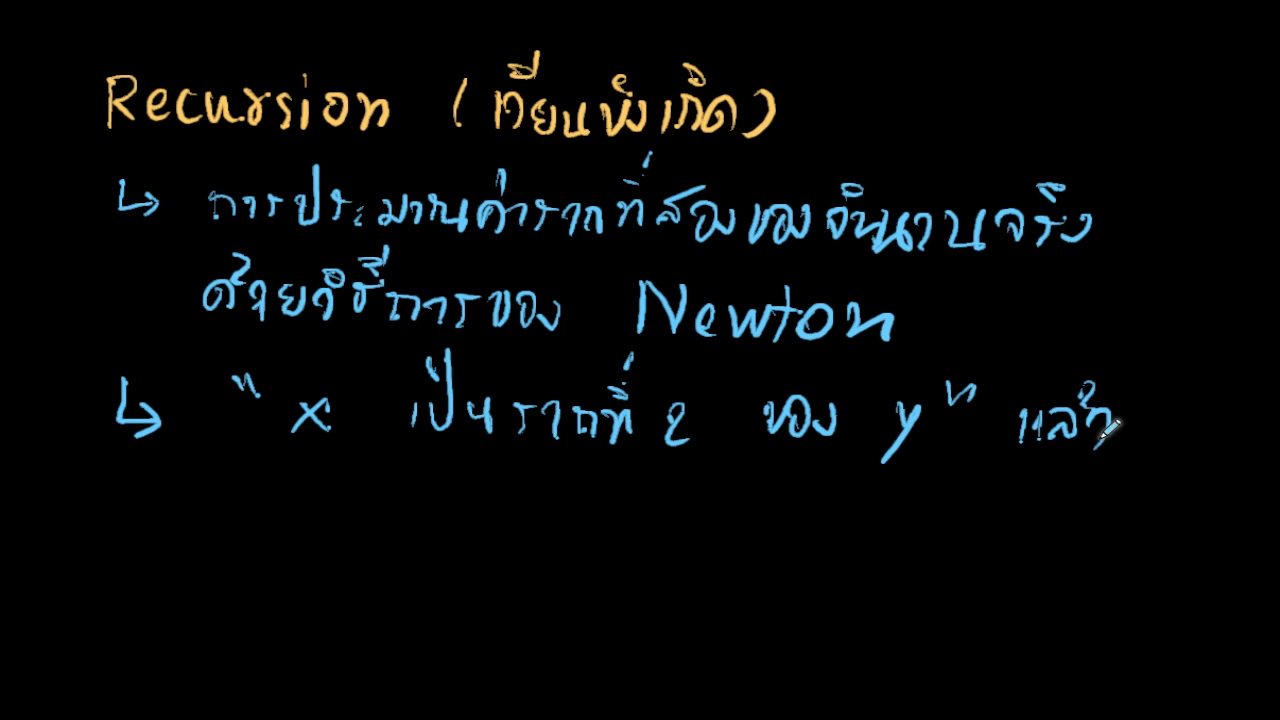 Recursion (เวียนบังเกิด)
↳ การประมาณค่ารากที่สองของจำนวนจริง
ด้วยวิธีการของ Newton
↳ " x เป็นรากที่ 2 ของ y " แล้ว